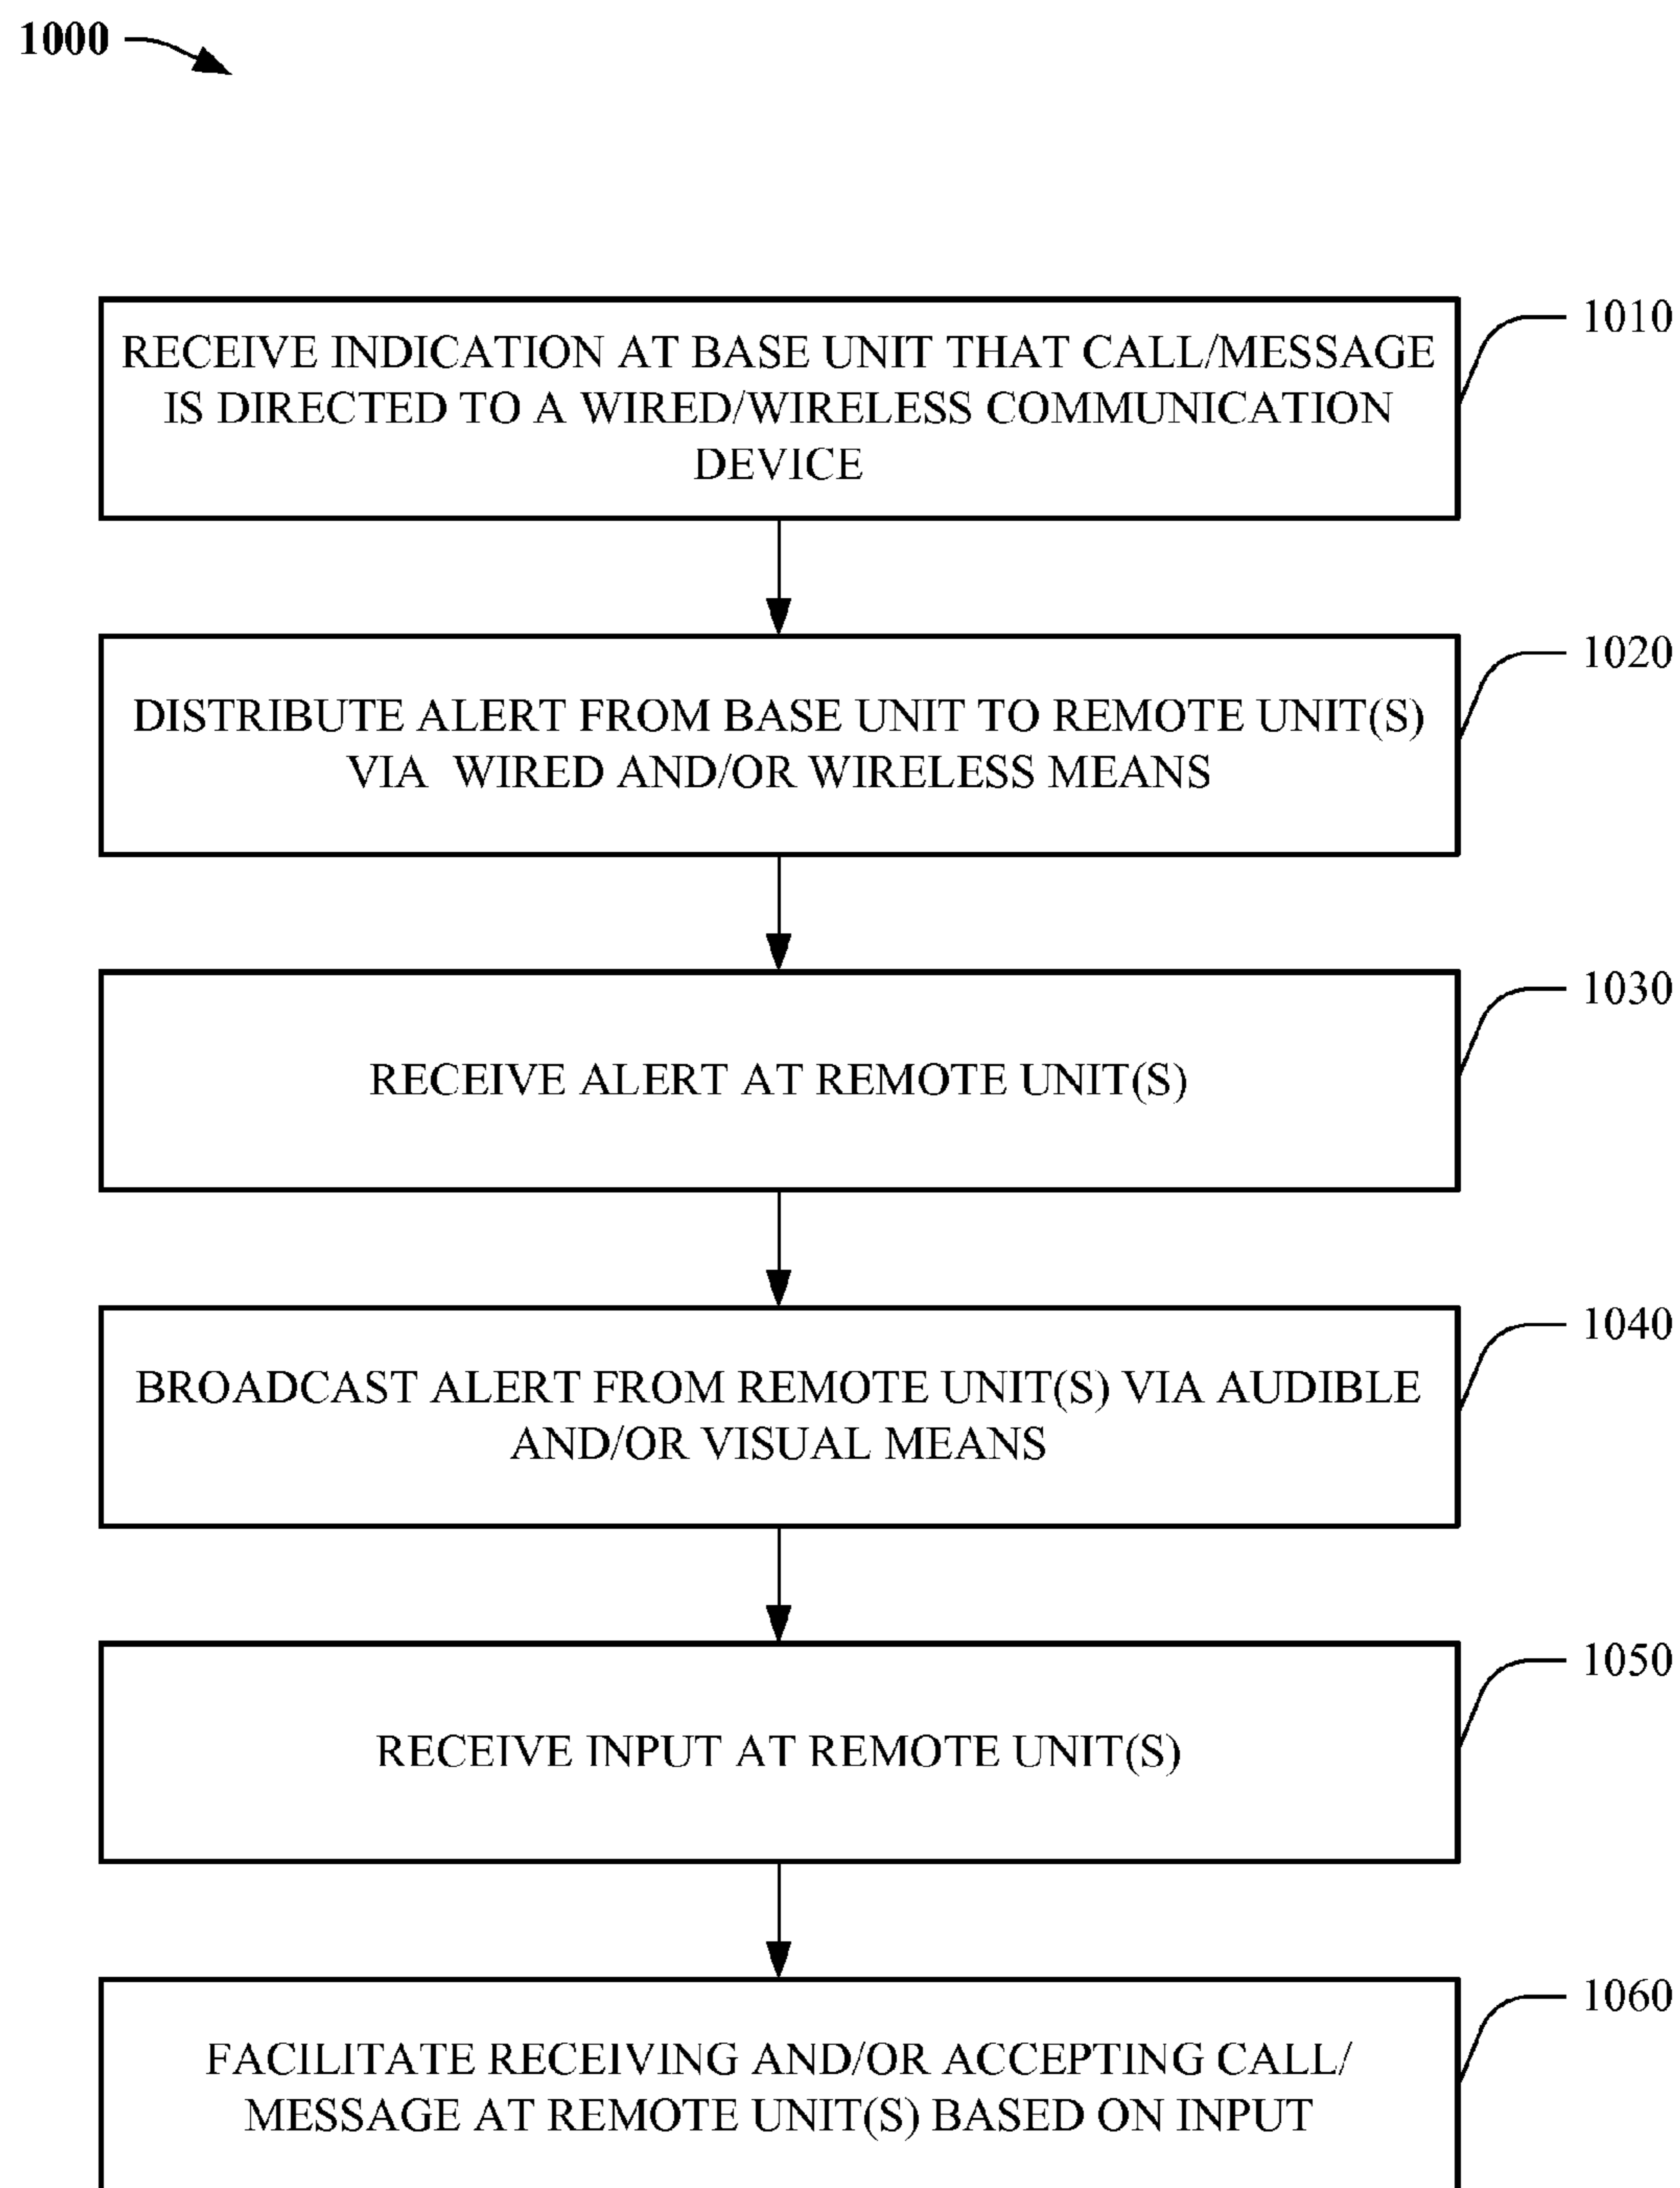 1000
RECEIVE INDICATION AT BASE UNIT THAT CALL/MESSAGE
IS DIRECTED TO A WIRED/WIRELESS COMMUNICATION
DEVICE
1010
DISTRIBUTE ALERT FROM BASE UNIT TO REMOTE UNIT(S)
VIA WIRED AND/OR WIRELESS MEANS
1020
RECEIVE ALERT AT REMOTE UNIT(S)
1030
BROADCAST ALERT FROM REMOTE UNIT(S) VIA AUDIBLE
AND/OR VISUAL MEANS
1040
RECEIVE INPUT AT REMOTE UNIT(S)
1050
FACILITATE RECEIVING AND/OR ACCEPTING CALL/
MESSAGE AT REMOTE UNIT(S) BASED ON INPUT
1060